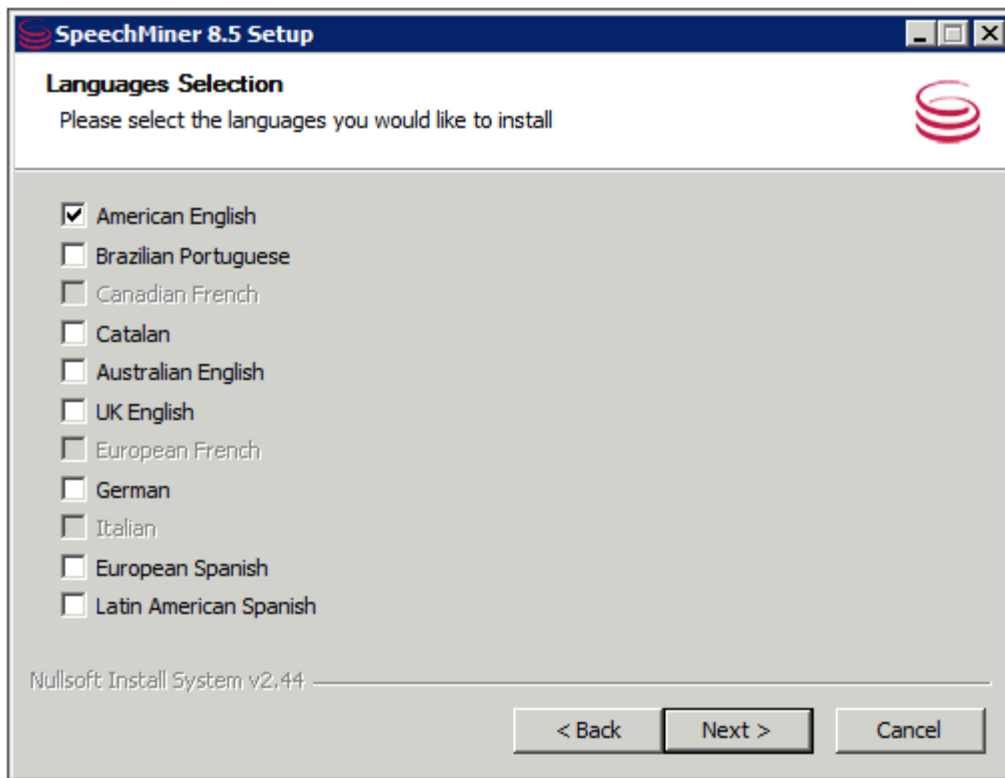 SpeechMiner 8.5 Setup
Languages Selection
Please select the languages you would like to install
American English
Brazilian Portuguese
Canadian French
Catalan
Australian English
UK English
European French
German
Italian
European Spanish
Latin American Spanish
Nullsoft Install System v2.44
< Back Next > Cancel